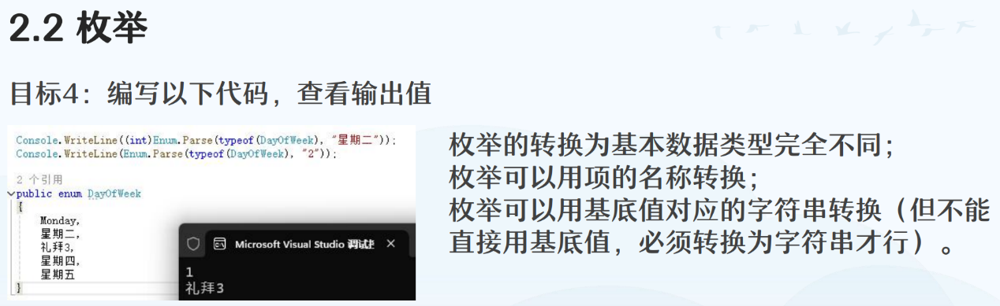 2.2 枚举
目标4：编写以下代码，查看输出值
Console.WriteLine((int)Enum.Parse(typeof(DayOfWeek), "星期二"));
Console.WriteLine(Enum.Parse(typeof(DayOfWeek), "2"));
2 个引用
public enum DayOfWeek
{
Monday,
星期二,
礼拜3,
星期四,
星期五
}
Microsoft Visual Studio 调试
1
礼拜3
枚举的转换为基本数据类型完全不同；
枚举可以用项的名称转换；
枚举可以用基底值对应的字符串转换（但不能
直接用基底值，必须转换为字符串才行）。